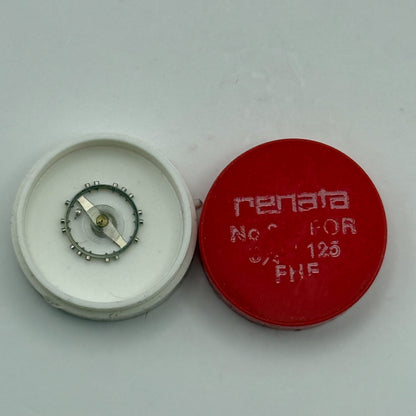 renata
No FOR
125
FHF